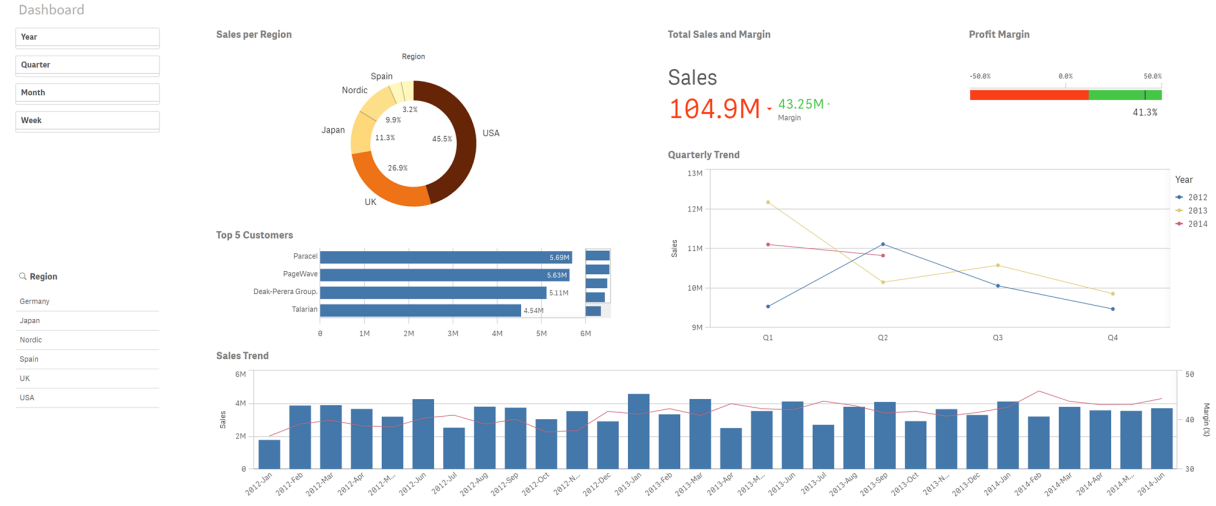 Dashboard
Year
Quarter
Month
Week
Region
Germany
Japan
Nordic
Spain
UK
USA
Sales per Region
Region
Spain
Nordic
Japan
UK
USA
3.2%
9.9%
11.3%
26.9%
45.5%
Total Sales and Margin
Sales
104.9M
43.25M
Margin
Profit Margin
-50.0% 0.0% 50.0%
41.3%
Top 5 Customers
Paracel 5.69M
PageWave 5.63M
Deak-Perera Group. 5.11M
Talarian 4.54M
0 1M 2M 3M 4M 5M 6M
Quarterly Trend
Sales
13M
12M
11M
10M
9M
Q1 Q2 Q3 Q4
Year
2012
2013
2014
Sales Trend
Sales
6M
4M
2M
0
50
40
30
Margin (%)
2012-Jan 2012-Feb 2012-Mar 2012-Apr 2012-M... 2012-Jun 2012-Jul 2012-Aug 2012-Sep 2012-Oct 2012-N... 2012-Dec 2013-Jan 2013-Feb 2013-Mar 2013-Apr 2013-M... 2013-Jun 2013-Jul 2013-Aug 2013-Sep 2013-Oct 2013-N... 2013-Dec 2014-Jan 2014-Feb 2014-Mar 2014-Apr 2014-M... 2014-Jun